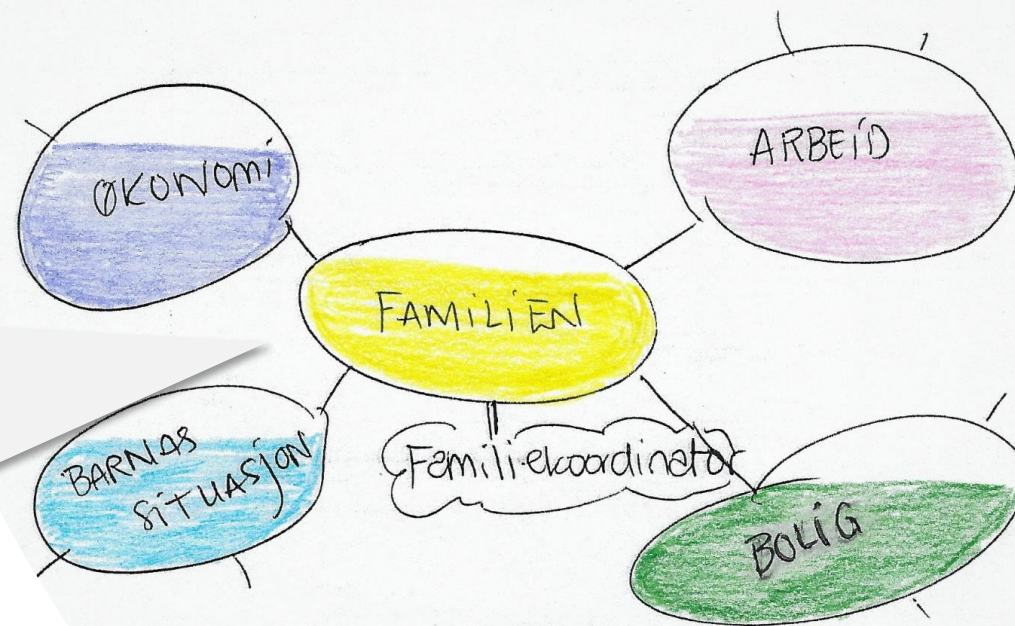 ØKONOMI
ARBEID
FAMILIEN
BARNAS
SITUASJON
Familiekoordinator
BOLIG